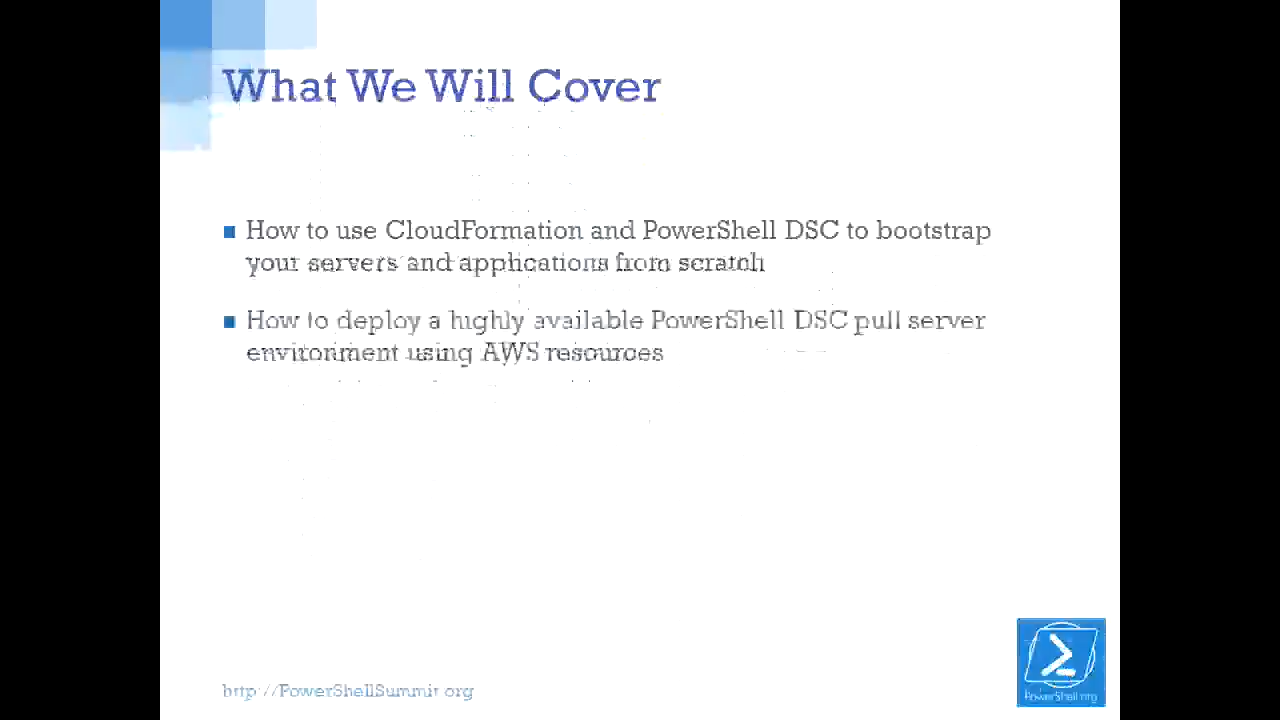 What We Will Cover
How to use CloudFormation and PowerShell DSC to bootstrap
your servers and applications from scratch
How to deploy a highly available PowerShell DSC pull server
environment using AWS resources
http://PowerShellSummit.org
PowerShell.org